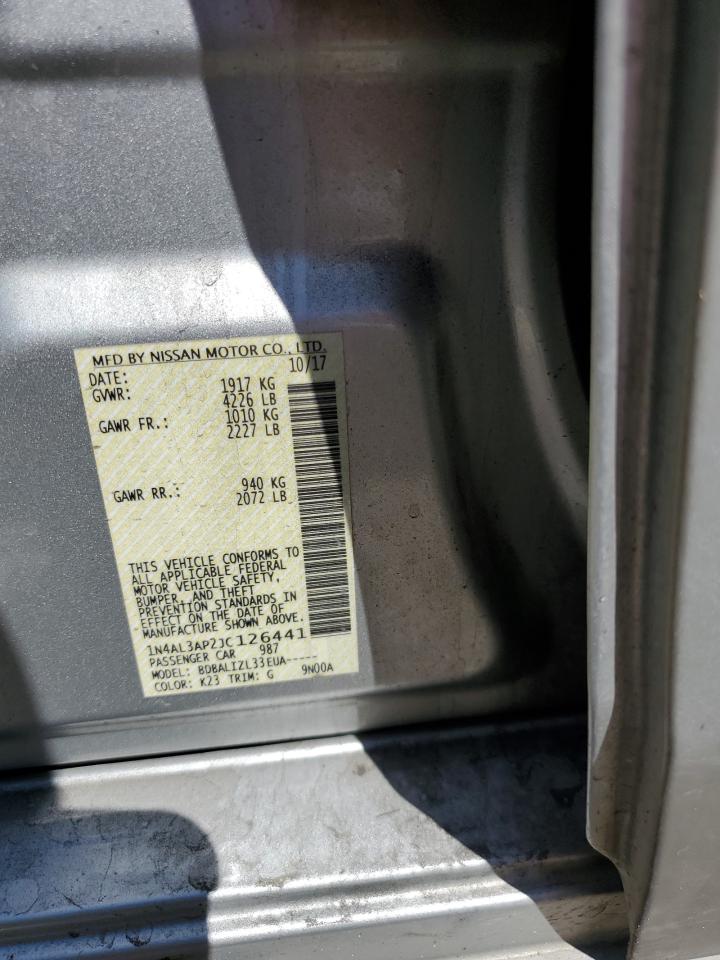 MFD BY NISSAN MOTOR CO., LTD.
DATE: 10/17
GVWR: 1917 KG
4226 LB
GAWR FR.: 1010 KG
2227 LB
GAWR RR.: 940 KG
2072 LB
THIS VEHICLE CONFORMS TO
ALL APPLICABLE FEDERAL
MOTOR VEHICLE SAFETY,
BUMPER, AND THEFT
PREVENTION STANDARDS IN
EFFECT ON THE DATE OF
MANUFACTURE SHOWN ABOVE.
1N4AL3AP2JC126441
PASSENGER CAR 987
MODEL: BDBALIZL33EUA-----
COLOR: K23 TRIM: G 9N00A